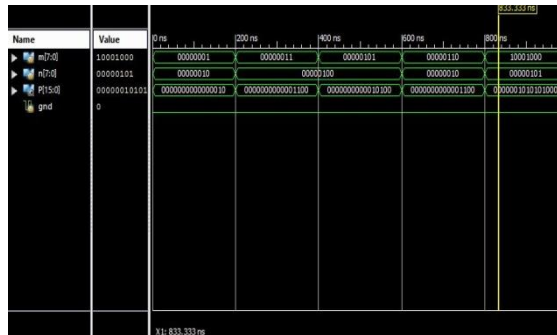 833.333 ns
Name Value 0 ns 200 ns 400 ns 600 ns 800 ns
m[7:0] 10001000 00000001 00000011 00000101 00000110 10001000
n[7:0] 00000101 00000010 00000100 00000010 00000101
P[15:0] 00000010101 0000000000000010 0000000000001100 0000000000010100 0000000000001100 0000001010101000
gnd 0
X1: 833.333 ns